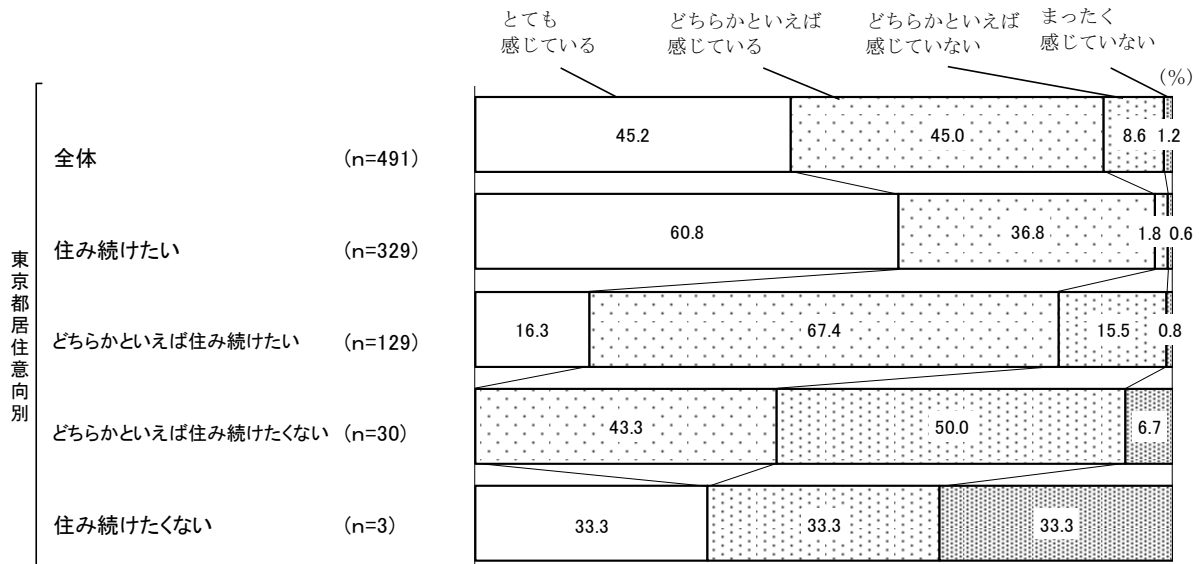 とても
感じている
どちらかといえば
感じている
どちらかといえば
感じていない
まったく
感じていない
(%)
東京都居住意向別
全体 (n=491) 45.2 45.0 8.6 1.2
住み続けたい (n=329) 60.8 36.8 1.8 0.6
どちらかといえば住み続けたい (n=129) 16.3 67.4 15.5 0.8
どちらかといえば住み続けたくない (n=30) 43.3 50.0 6.7
住み続けたくない (n=3) 33.3 33.3 33.3